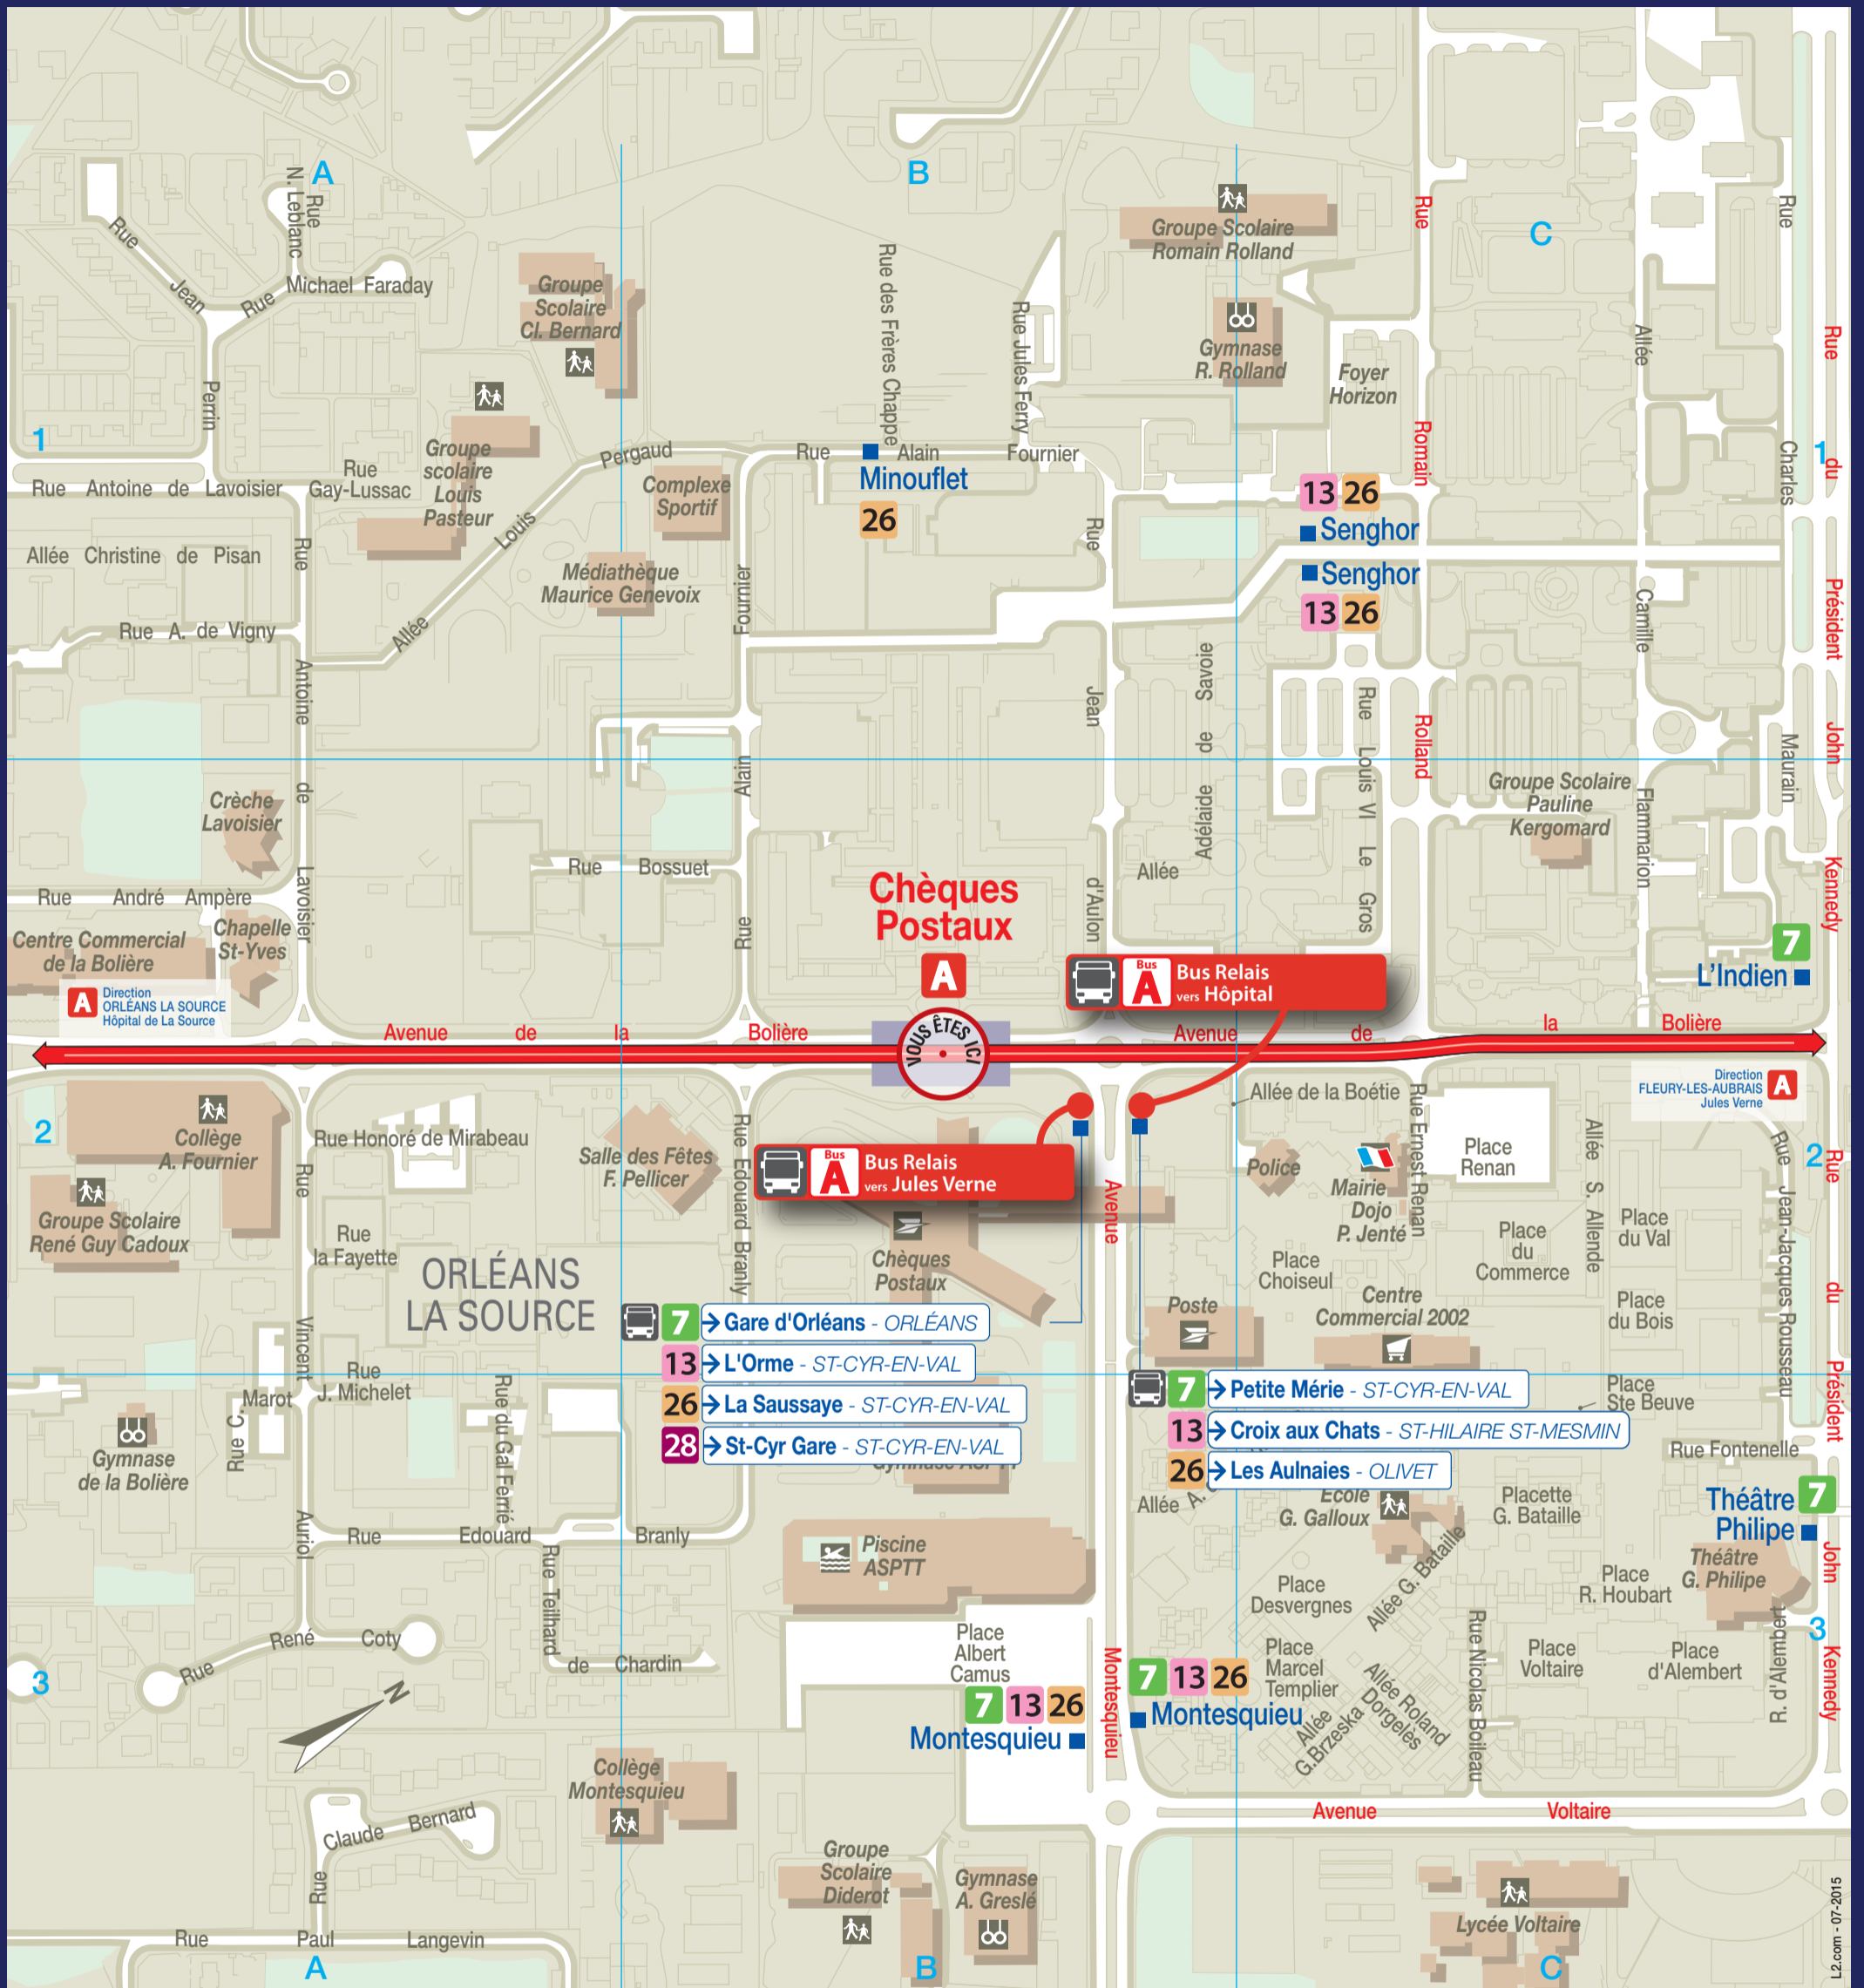 A
B
C
N. Leblanc
Rue
Rue
Jean
Perrin
Rue
Michael Faraday
Groupe
Scolaire
Cl. Bernard
Rue des Frères Chappe
Rue Jules Ferry
Groupe Scolaire
Romain Rolland
Gymnase
R. Rolland
Foyer
Horizon
Rue
Romain
Rolland
Rue
Charles
Maurain
Allée
Camille
Flammarion
Rue
du
Président
John
Kennedy
1
1
Rue Antoine de Lavoisier
Rue
Gay-Lussac
Groupe
scolaire
Louis
Pasteur
Allée
Louis
Pergaud
Complexe
Sportif
Médiathèque
Maurice Genevoix
Rue Alain Fournier
Minouflet
26
13 26
Senghor
Senghor
13 26
Allée Christine de Pisan
Rue A. de Vigny
Rue
Antoine
de
Lavoisier
Fournier
Alain
Rue
Rue
Jean
d'Aulon
Allée
Adélaïde de Savoie
Rue Louis VI Le Gros
Groupe Scolaire
Pauline
Kergomard
Crèche
Lavoisier
Rue Bossuet
Rue André Ampère
Centre Commercial
de la Bolière
Chapelle
St-Yves
Chèques
Postaux
A
7
L'Indien
A
Direction
ORLÉANS LA SOURCE
Hôpital de La Source
Bus
A
Bus Relais
vers Hôpital
Avenue de la Bolière
Avenue de la Bolière
VOUS ÊTES ICI
Direction
FLEURY-LES-AUBRAIS
Jules Verne
A
2
2
Collège
A. Fournier
Groupe Scolaire
René Guy Cadoux
Rue Honoré de Mirabeau
Rue
la Fayette
Salle des Fêtes
F. Pellicer
Rue Edouard Branly
Bus
A
Bus Relais
vers Jules Verne
Chèques
Postaux
Avenue
Montesquieu
Allée de la Boétie
Police
Mairie
Dojo
P. Jenté
Rue Ernest Renan
Place
Renan
Place
du
Commerce
Allée S. Allende
Place
du Val
Place
du Bois
Place
Choiseul
Centre
Commercial 2002
Poste
Rue Jean-Jacques Rousseau
Rue
du
Président
John
Kennedy
ORLÉANS
LA SOURCE
7 Gare d'Orléans - ORLÉANS
13 L'Orme - ST-CYR-EN-VAL
26 La Saussaye - ST-CYR-EN-VAL
28 St-Cyr Gare - ST-CYR-EN-VAL
7 Petite Mérie - ST-CYR-EN-VAL
13 Croix aux Chats - ST-HILAIRE ST-MESMIN
26 Les Aulnaies - OLIVET
Rue
Vincent
Auriol
Rue
J. Michelet
Rue C. Marot
Gymnase
de la Bolière
Rue du Gal Ferrié
Rue Edouard Branly
Rue Teilhard
de Chardin
Rue René Coty
Piscine
ASPTT
Place
Albert
Camus
7 13 26
Montesquieu
7 13 26
Montesquieu
Allée A.
Ecole
G. Galloux
Allée G. Bataille
Place
Desvergnes
Place
Marcel
Templier
Allée
G.Brzeska
Allée Roland
Dorgelès
Placette
G. Bataille
Place
Ste Beuve
Rue Fontenelle
7
Théâtre
Philipe
Théâtre
G. Philipe
Place
R. Houbart
Place
Voltaire
Place
d'Alembert
R. d'Alembert
Rue Nicolas Boileau
3
3
N
Avenue Voltaire
Collège
Montesquieu
Rue
Claude Bernard
Rue Paul Langevin
Groupe
Scolaire
Diderot
Gymnase
A. Greslé
Lycée Voltaire
A
B
C
L2.com - 07-2015